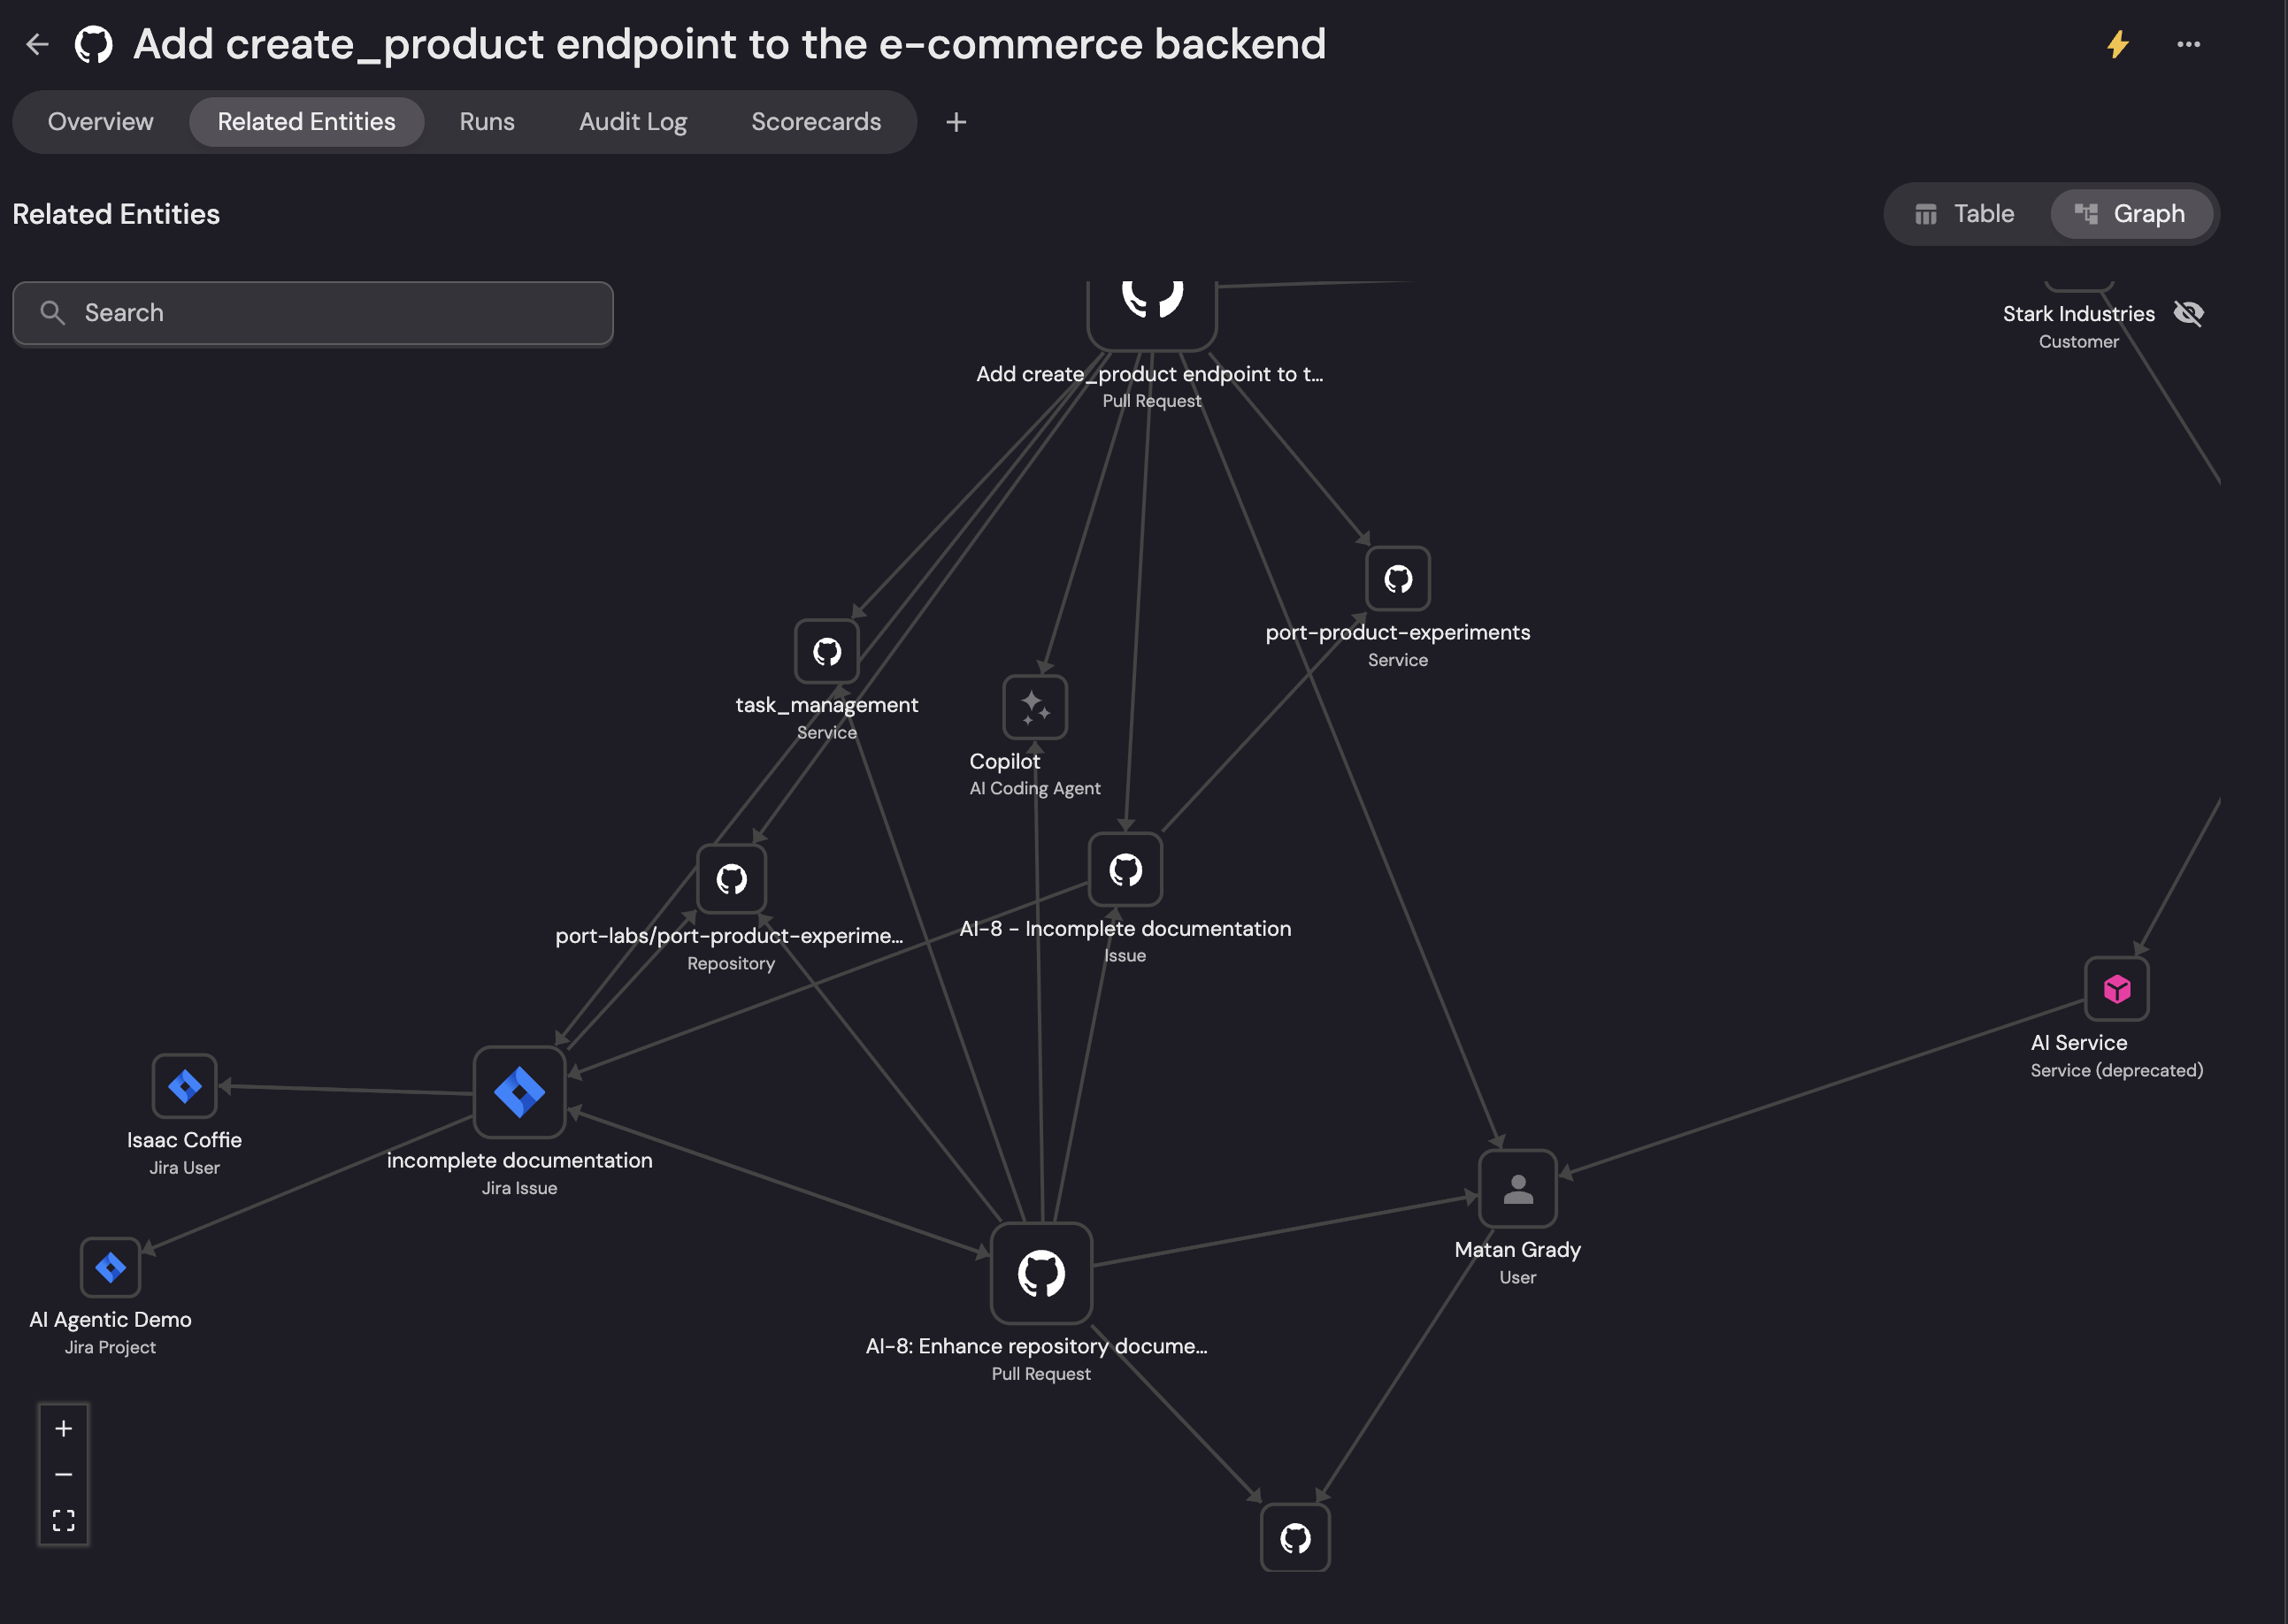 Add create_product endpoint to the e-commerce backend
Overview
Related Entities
Runs
Audit Log
Scorecards
Related Entities
Table
Graph
Search
Stark Industries
Customer
Add create_product endpoint to t...
Pull Request
port-product-experiments
Service
task_management
Service
Copilot
AI Coding Agent
port-labs/port-product-experime...
Repository
AI-8 - Incomplete documentation
Issue
AI Service
Service (deprecated)
Isaac Coffie
Jira User
incomplete documentation
Jira Issue
Matan Grady
User
AI Agentic Demo
Jira Project
AI-8: Enhance repository docume...
Pull Request